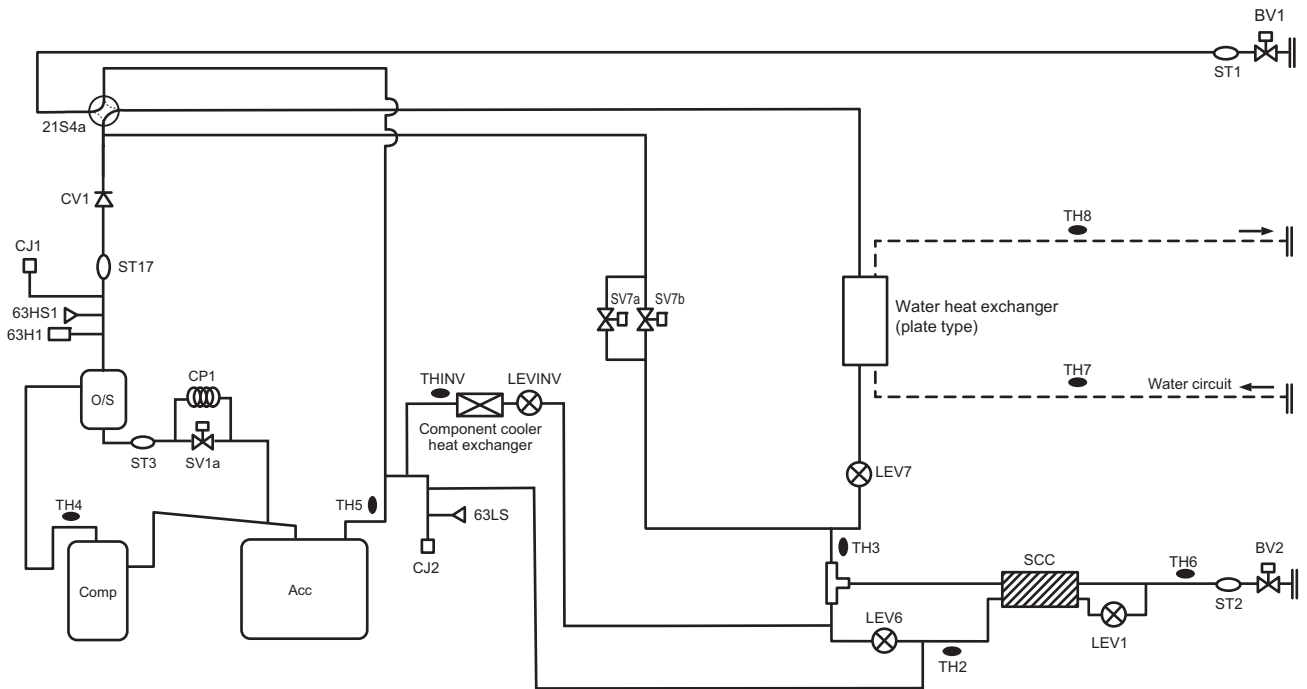 BV1
ST1
21S4a
CV1
TH8
CJ1
ST17
SV7a
SV7b
63HS1
63H1
Water heat exchanger
(plate type)
CP1
THINV
LEVINV
TH7
Water circuit
O/S
Component cooler
heat exchanger
ST3
SV1a
LEV7
TH4
TH5
63LS
TH3
SCC
TH6
BV2
CJ2
Comp
Acc
ST2
LEV6
LEV1
TH2